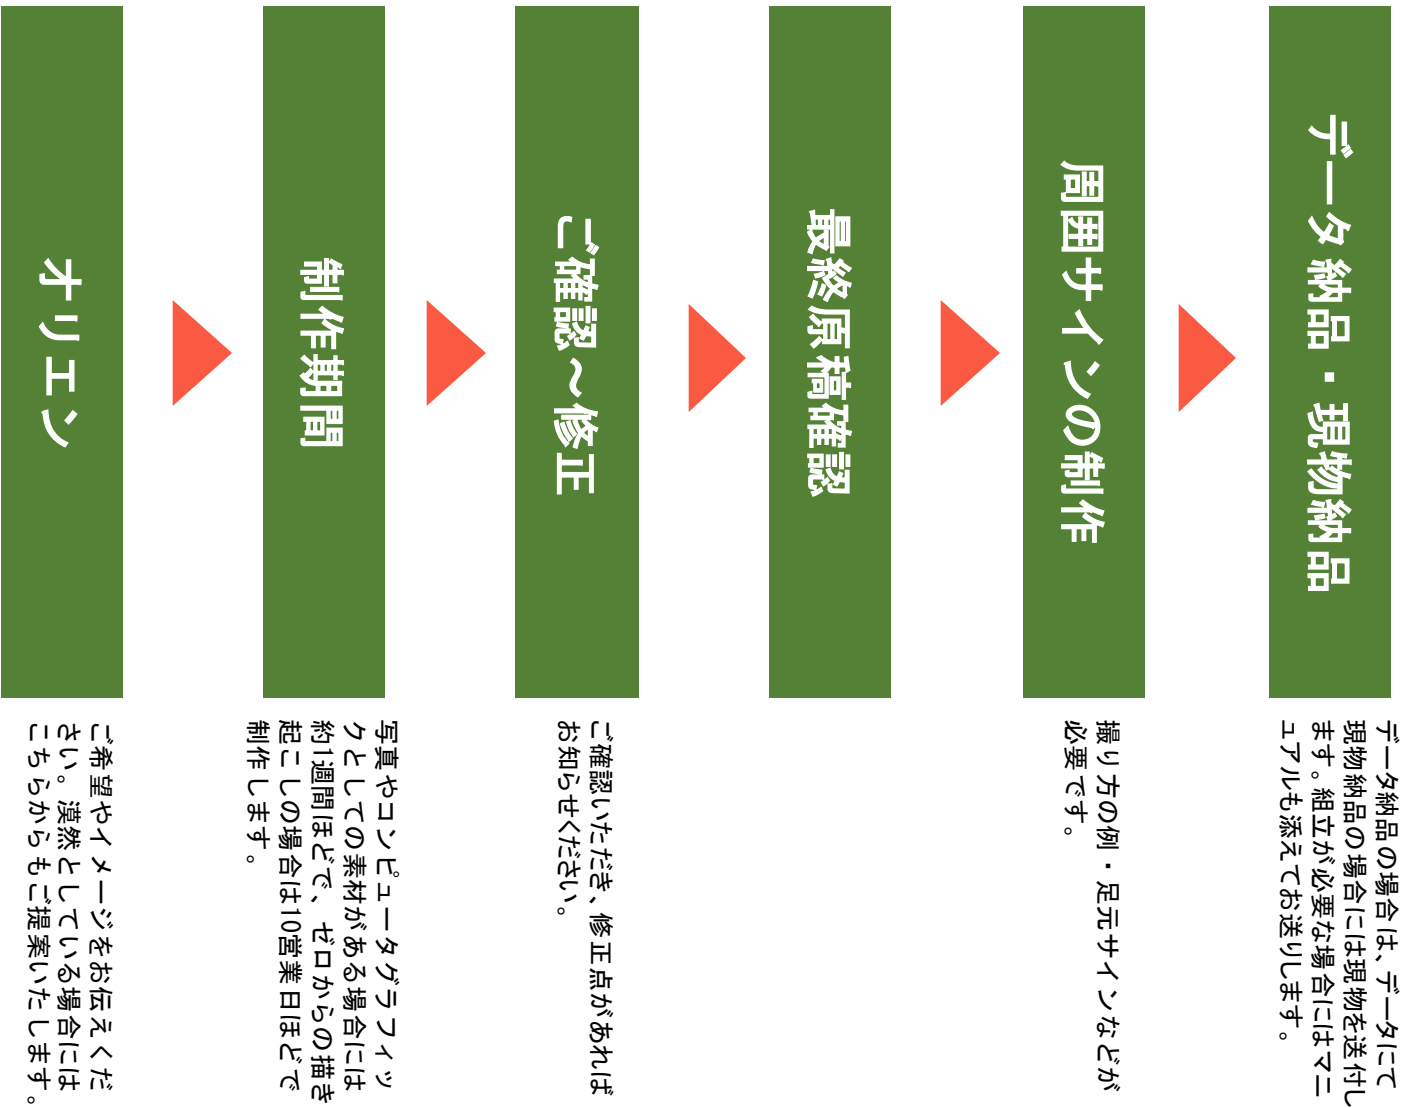 オリエン
ご希望やイメージをお伝えくだ
さい。漠然としている場合には
こちらからもご提案いたします。
制作期間
写真やコンピュータグラフィッ
クとしての素材がある場合には
約1週間ほどで、ゼロからの描き
起こしの場合は10営業日ほどで
制作します。
ご確認～修正
ご確認いただき、修正点があれば
お知らせください。
最終原稿確認
周囲サインの制作
撮り方の例・足元サインなどが
必要です。
データ納品・現物納品
データ納品の場合は、データにて
現物納品の場合には現物を送付し
ます。組立が必要な場合にはマニ
ュアルも添えてお送りします。